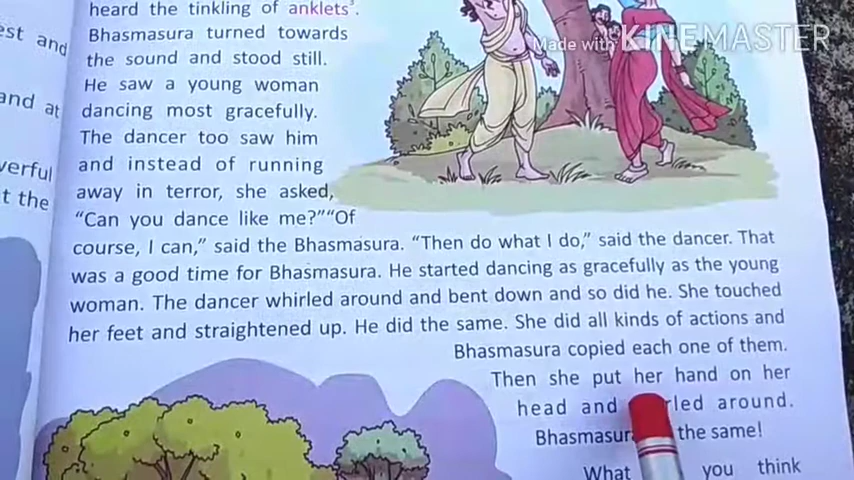 est and
and at
verful
t the
heard the tinkling of anklets³.
Bhasmasura turned towards
the sound and stood still.
He saw a young woman
dancing most gracefully.
The dancer too saw him
and instead of running
away in terror, she asked,
“Can you dance like me?”“Of
course, I can,” said the Bhasmasura. “Then do what I do,” said the dancer. That
was a good time for Bhasmasura. He started dancing as gracefully as the young
woman. The dancer whirled around and bent down and so did he. She touched
her feet and straightened up. He did the same. She did all kinds of actions and
Bhasmasura copied each one of them.
Then she put her hand on her
head and rled around.
Bhasmasur the same!
What you think
Made with KINEMASTER